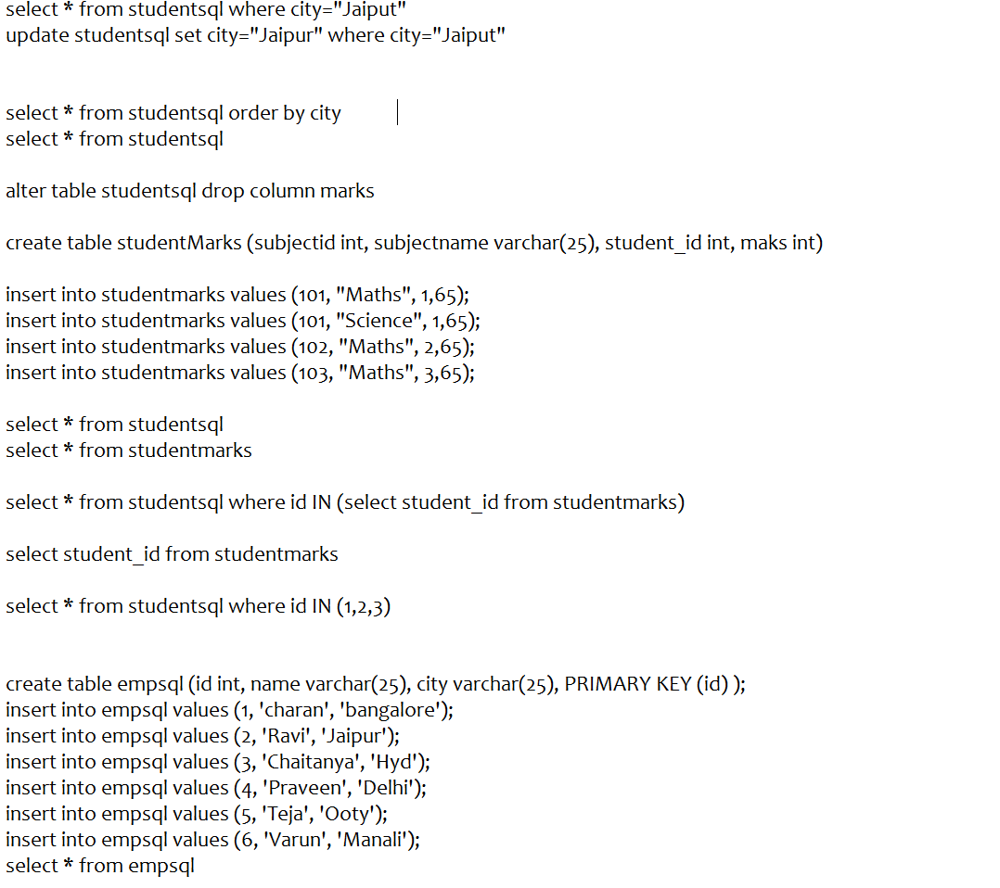 select * from studentsql where city="Jaiput"
update studentsql set city="Jaipur" where city="Jaiput"
select * from studentsql order by city
select * from studentsql
alter table studentsql drop column marks
create table studentMarks (subjectid int, subjectname varchar(25), student_id int, maks int)
insert into studentmarks values (101, "Maths", 1,65);
insert into studentmarks values (101, "Science", 1,65);
insert into studentmarks values (102, "Maths", 2,65);
insert into studentmarks values (103, "Maths", 3,65);
select * from studentsql
select * from studentmarks
select * from studentsql where id IN (select student_id from studentmarks)
select student_id from studentmarks
select * from studentsql where id IN (1,2,3)
create table empsql (id int, name varchar(25), city varchar(25), PRIMARY KEY (id) );
insert into empsql values (1, 'charan', 'bangalore');
insert into empsql values (2, 'Ravi', 'Jaipur');
insert into empsql values (3, 'Chaitanya', 'Hyd');
insert into empsql values (4, 'Praveen', 'Delhi');
insert into empsql values (5, 'Teja', 'Ooty');
insert into empsql values (6, 'Varun', 'Manali');
select * from empsql